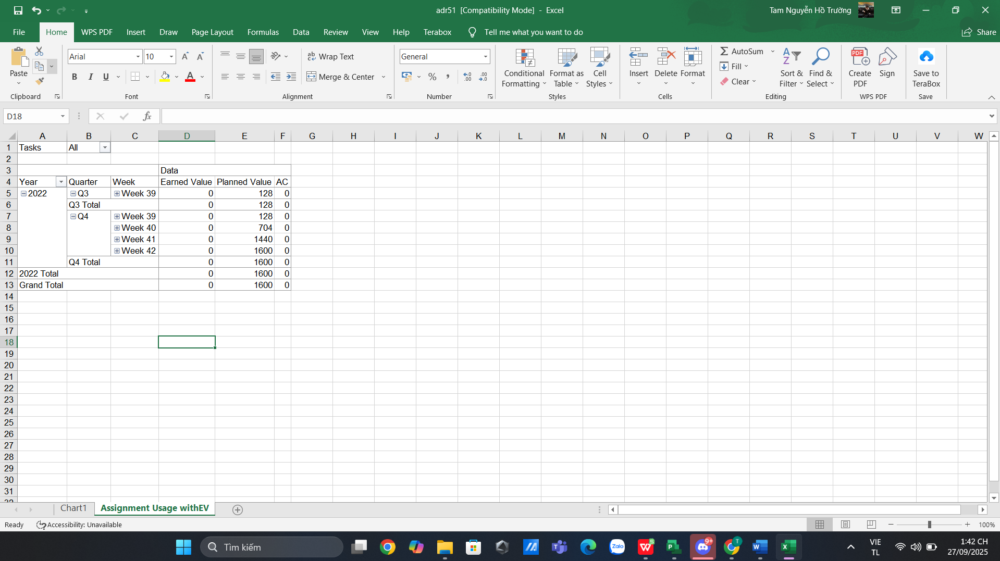 adr51 [Compatibility Mode] - Excel
Tam Nguyễn Hồ Trường
File Home WPS PDF Insert Draw Page Layout Formulas Data Review View Help Terabox Tell me what you want to do Share
Paste
Clipboard
Arial 10
B I U
Font
Wrap Text
Merge & Center
Alignment
General
% ,
Number
Conditional Formatting
Format as Table
Cell Styles
Styles
Insert
Delete
Format
Cells
AutoSum
Fill
Clear
Sort & Filter
Find & Select
Editing
Create PDF
Sign
WPS PDF
Save to TeraBox
Save
D18
fx
A B C D E F G H I J K L M N O P Q R S T U V W
1 Tasks All
2
3 Data
4 Year Quarter Week Earned Value Planned Value AC
5 2022 Q3 Week 39 0 128 0
6 Q3 Total 0 128 0
7 Q4 Week 39 0 128 0
8 Week 40 0 704 0
9 Week 41 0 1440 0
10 Week 42 0 1600 0
11 Q4 Total 0 1600 0
12 2022 Total 0 1600 0
13 Grand Total 0 1600 0
14
15
16
17
18
19
20
21
22
23
24
25
26
27
28
29
30
31
32
Chart1 Assignment Usage withEV
Ready Accessibility: Unavailable 100%
Tìm kiếm
Zalo
9+
VIE
TL
1:42 CH
27/09/2025